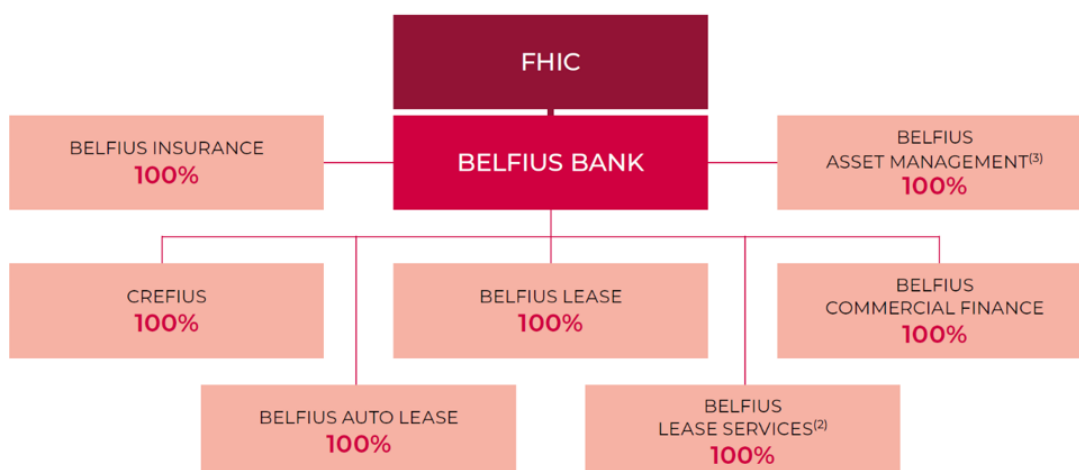 FHIC
BELFIUS INSURANCE
100%
BELFIUS BANK
BELFIUS
ASSET MANAGEMENT(3)
100%
CREFIUS
100%
BELFIUS LEASE
100%
BELFIUS
COMMERCIAL FINANCE
100%
BELFIUS AUTO LEASE
100%
BELFIUS
LEASE SERVICES(2)
100%